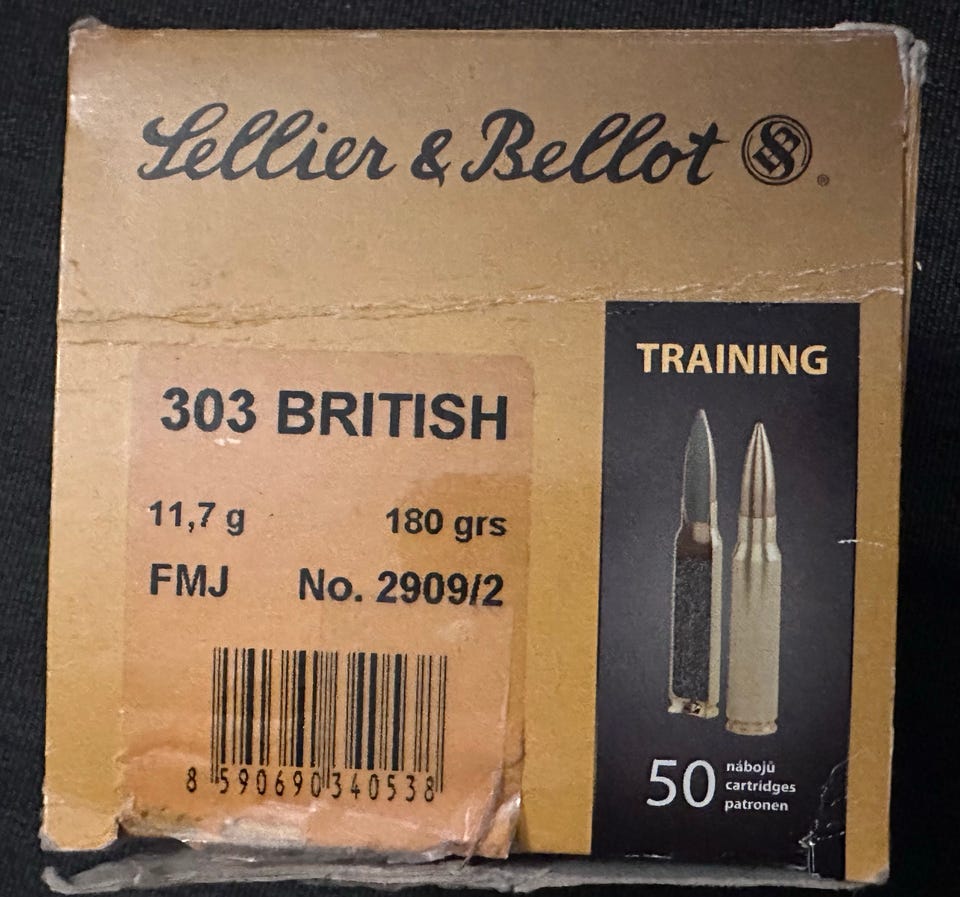 Sellier & Bellot
TRAINING
303 BRITISH
11,7 g 180 grs
FMJ No. 2909/2
8 590690 340538
50 nábojů
cartridges
patronen